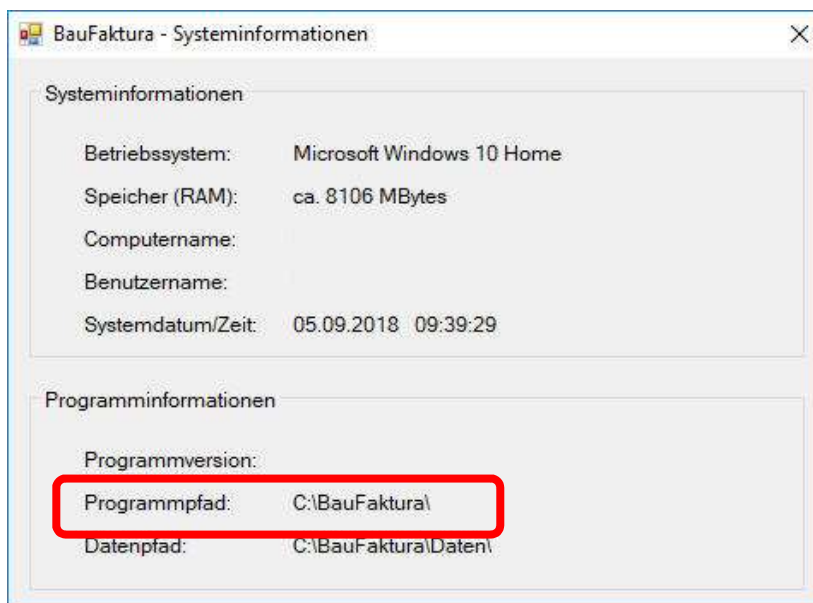 BauFaktura - Systeminformationen
Systeminformationen
Betriebssystem: Microsoft Windows 10 Home
Speicher (RAM): ca. 8106 MBytes
Computername:
Benutzername:
Systemdatum/Zeit: 05.09.2018 09:39:29
Programminformationen
Programmversion:
Programmpfad: C:\BauFaktura\
Datenpfad: C:\BauFaktura\Daten\